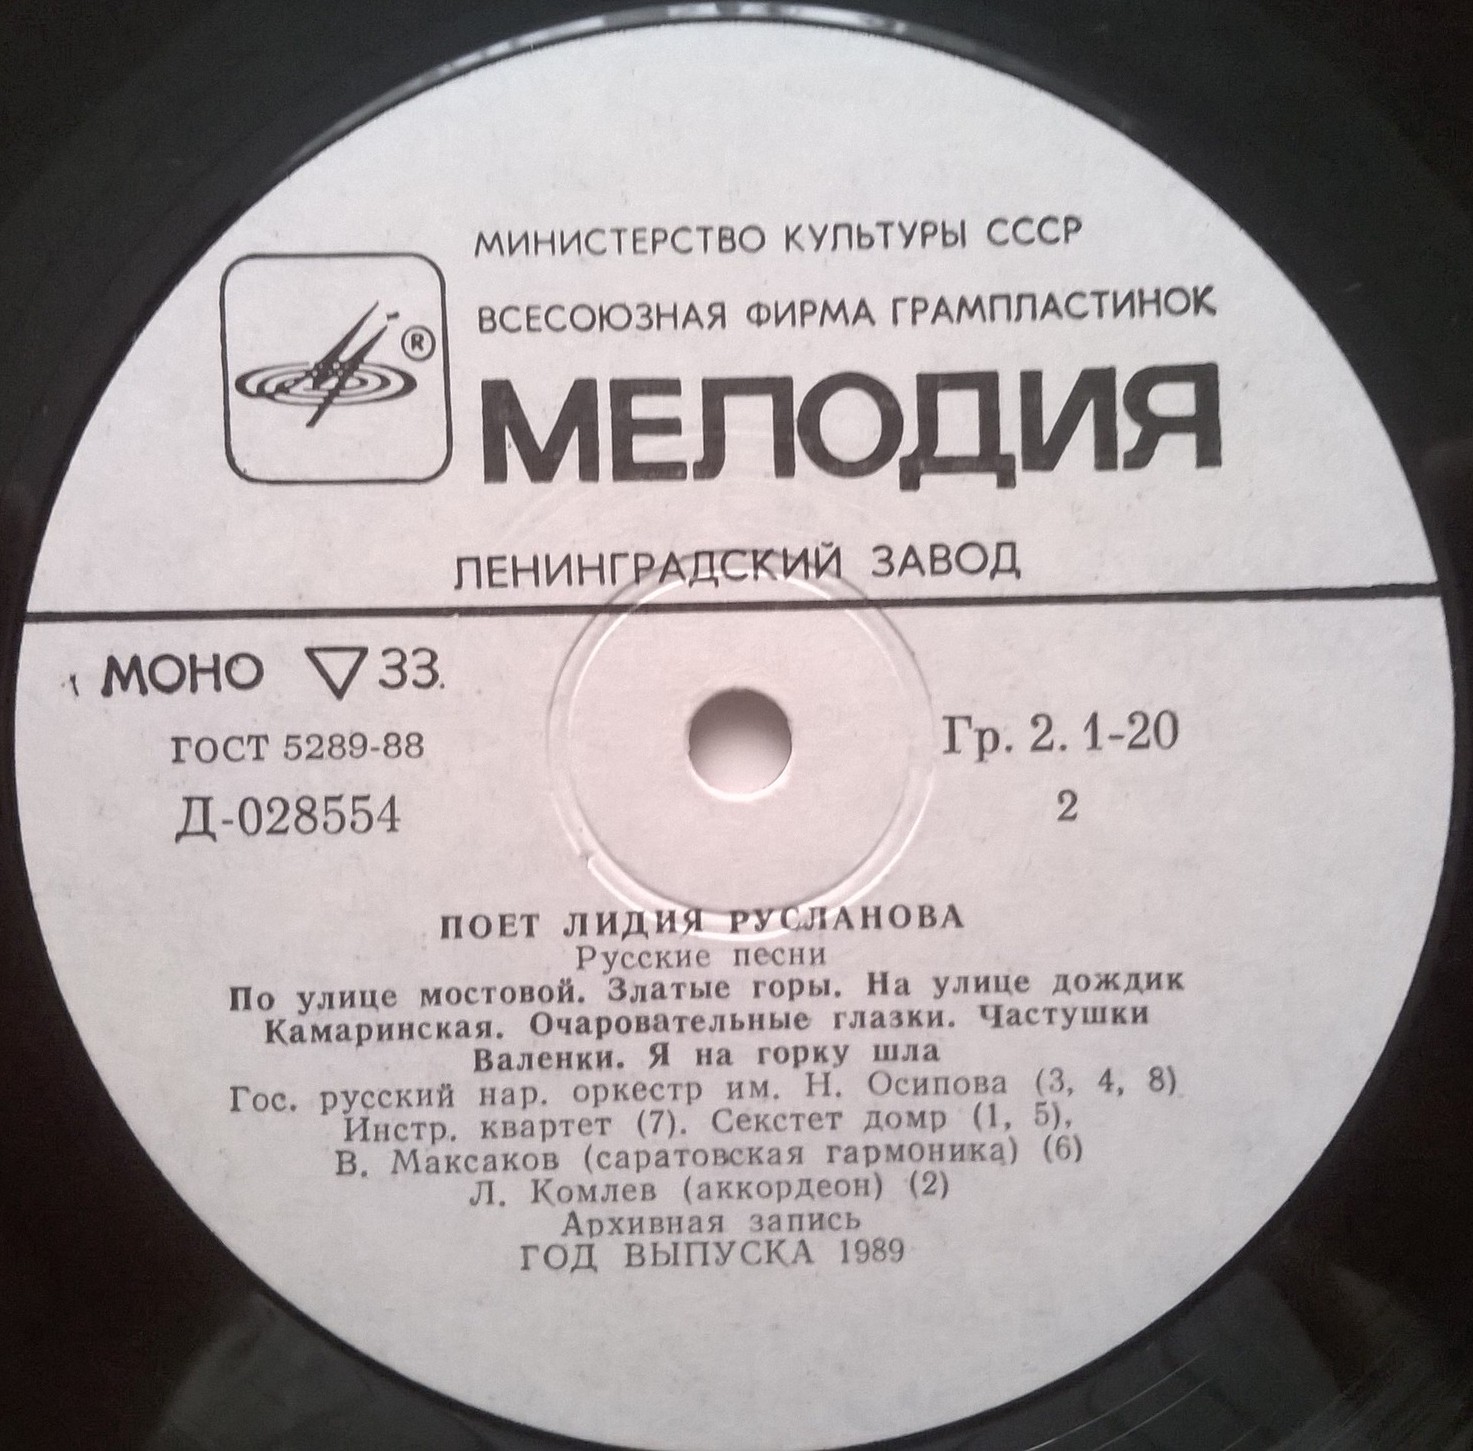 МИНИСТЕРСТВО КУЛЬТУРЫ СССР
ВСЕСОЮЗНАЯ ФИРМА ГРАМПЛАСТИНОК
®
МЕЛОДИЯ
ЛЕНИНГРАДСКИЙ ЗАВОД
МОНО ▽ 33
ГОСТ 5289-88
Д-028554
Гр. 2. 1-20
2
ПОЕТ ЛИДИЯ РУСЛАНОВА
Русские песни
По улице мостовой. Златые горы. На улице дождик
Камаринская. Очаровательные глазки. Частушки
Валенки. Я на горку шла
Гос. русский нар. оркестр им. Н. Осипова (3, 4, 8)
Инстр. квартет (7). Секстет домр (1, 5),
В. Максаков (саратовская гармоника) (6)
Л. Комлев (аккордеон) (2)
Архивная запись
ГОД ВЫПУСКА 1989